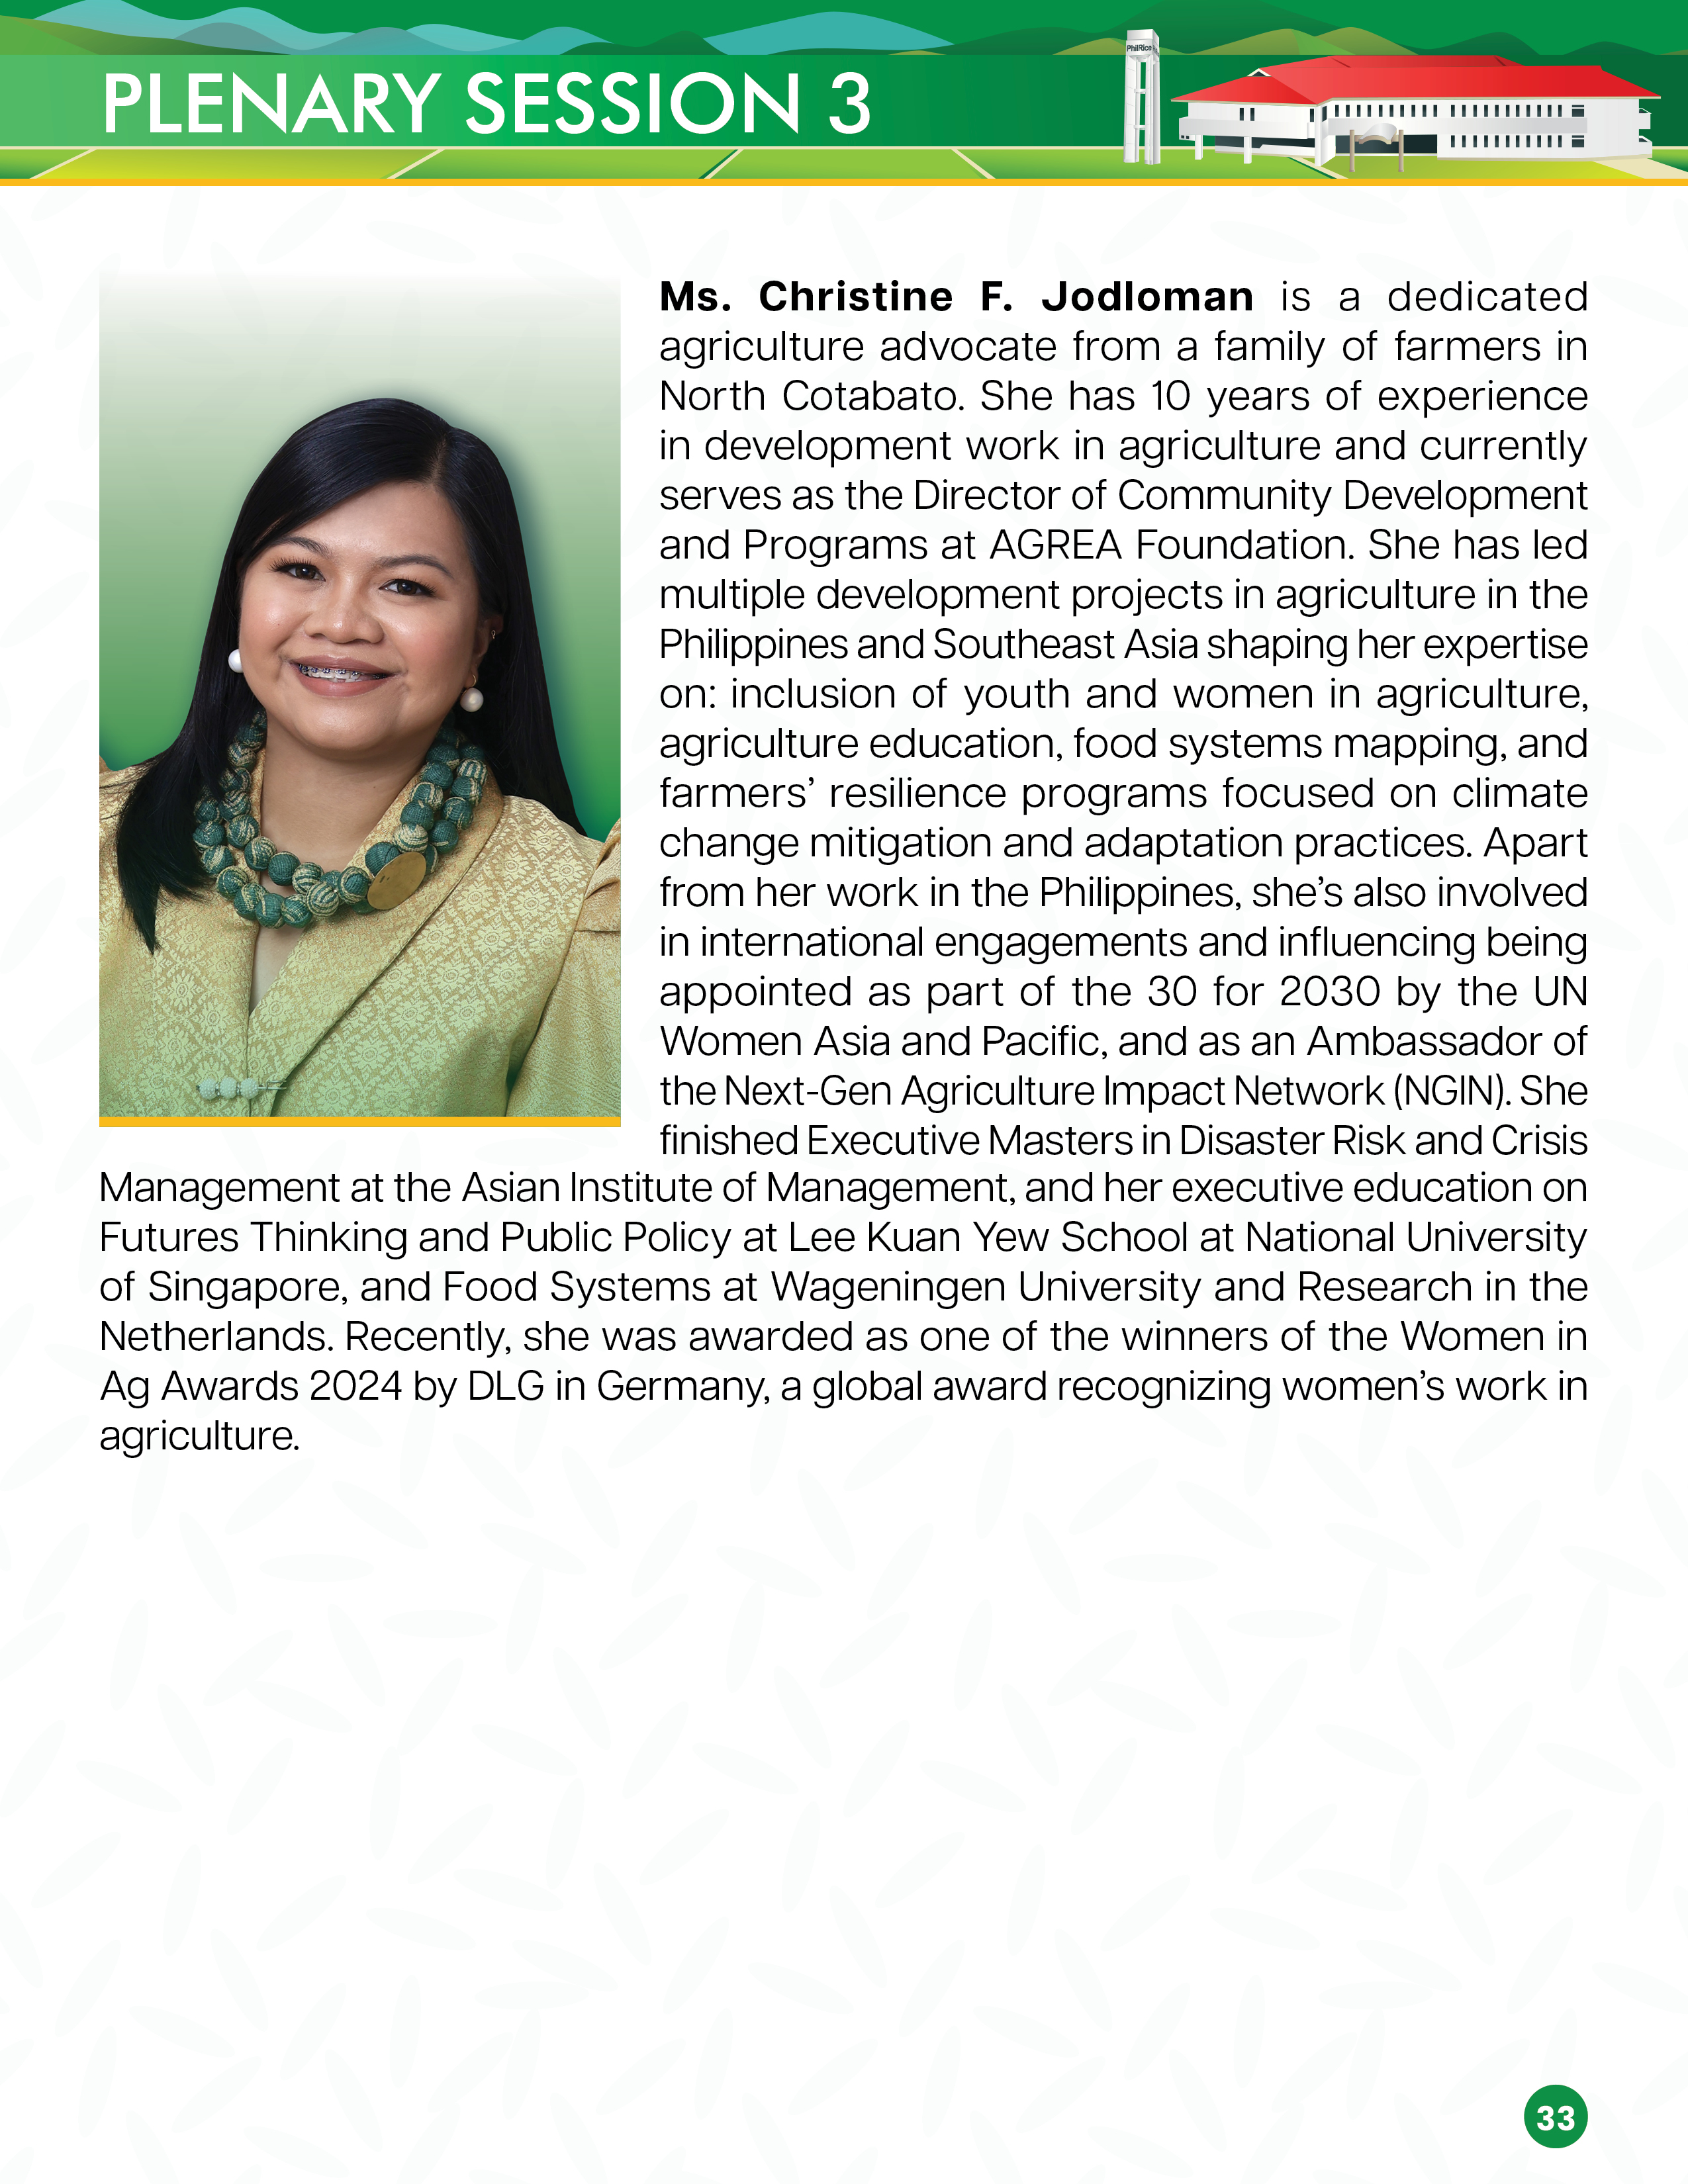 PLENARY SESSION 3
PhilRice
Ms. Christine F. Jodloman is a dedicated
agriculture advocate from a family of farmers in
North Cotabato. She has 10 years of experience
in development work in agriculture and currently
serves as the Director of Community Development
and Programs at AGREA Foundation. She has led
multiple development projects in agriculture in the
Philippines and Southeast Asia shaping her expertise
on: inclusion of youth and women in agriculture,
agriculture education, food systems mapping, and
farmers’ resilience programs focused on climate
change mitigation and adaptation practices. Apart
from her work in the Philippines, she’s also involved
in international engagements and influencing being
appointed as part of the 30 for 2030 by the UN
Women Asia and Pacific, and as an Ambassador of
the Next-Gen Agriculture Impact Network (NGIN). She
finished Executive Masters in Disaster Risk and Crisis
Management at the Asian Institute of Management, and her executive education on
Futures Thinking and Public Policy at Lee Kuan Yew School at National University
of Singapore, and Food Systems at Wageningen University and Research in the
Netherlands. Recently, she was awarded as one of the winners of the Women in
Ag Awards 2024 by DLG in Germany, a global award recognizing women’s work in
agriculture.
33